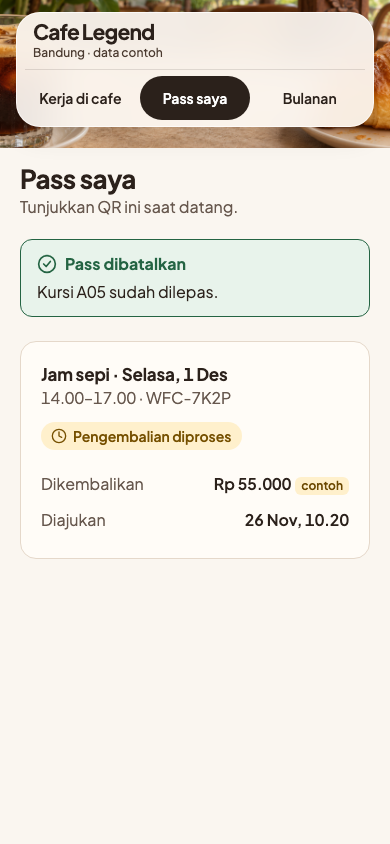 Cafe Legend
Bandung · data contoh
Kerja di cafe
Pass saya
Bulanan
Pass saya
Tunjukkan QR ini saat datang.
Pass dibatalkan
Kursi A05 sudah dilepas.
Jam sepi · Selasa, 1 Des
14.00–17.00 · WFC-7K2P
Pengembalian diproses
Dikembalikan Rp 55.000 contoh
Diajukan 26 Nov, 10.20